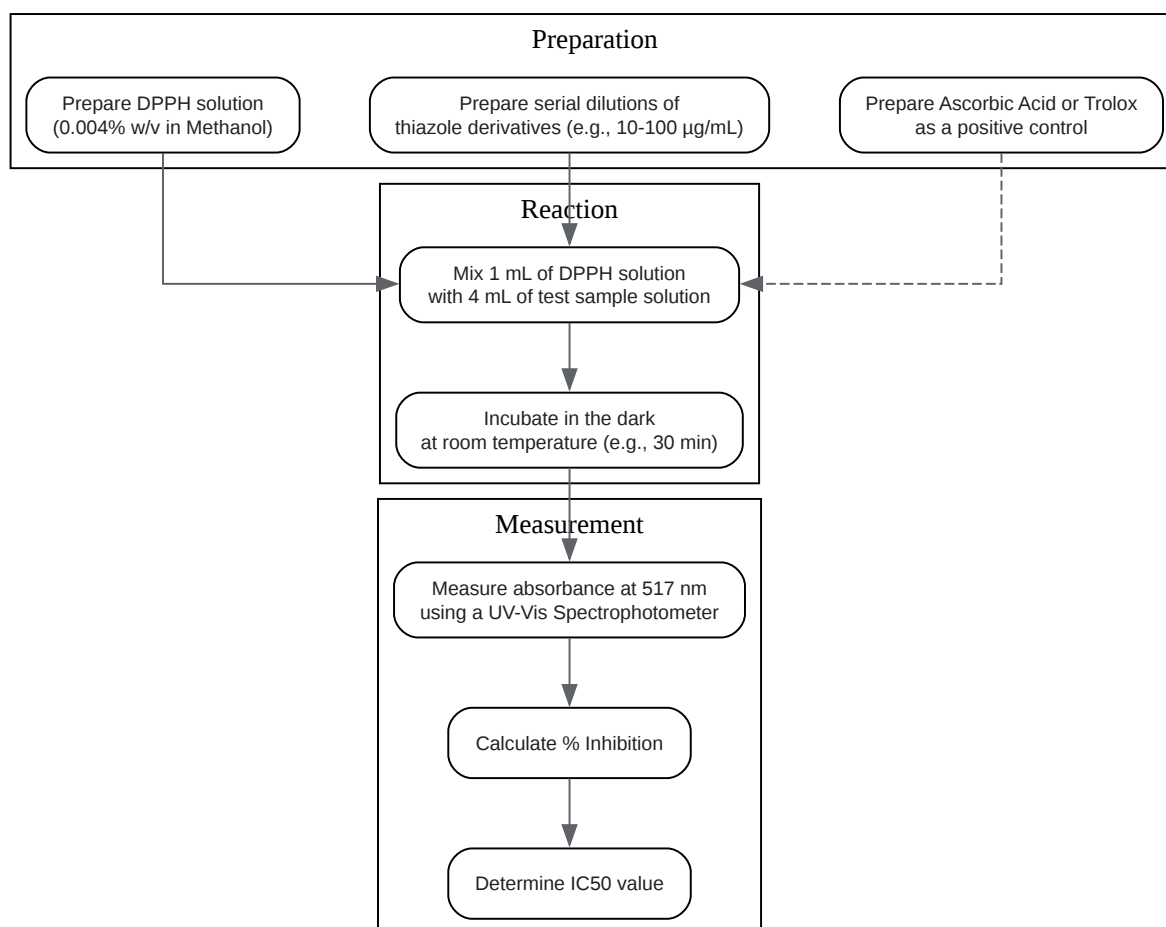 Preparation
Prepare DPPH solution
(0.004% w/v in Methanol)
Prepare serial dilutions of
thiazole derivatives (e.g., 10-100 µg/mL)
Prepare Ascorbic Acid or Trolox
as a positive control
Reaction
Mix 1 mL of DPPH solution
with 4 mL of test sample solution
Incubate in the dark
at room temperature (e.g., 30 min)
Measurement
Measure absorbance at 517 nm
using a UV-Vis Spectrophotometer
Calculate % Inhibition
Determine IC50 value